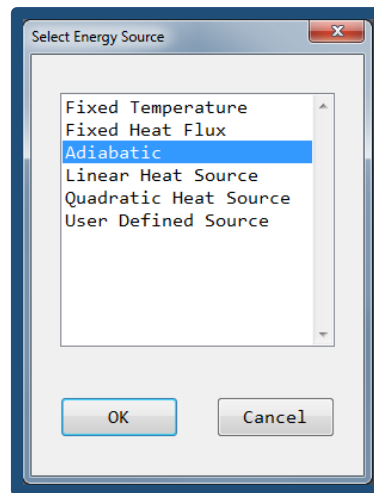 Select Energy Source
Fixed Temperature
Fixed Heat Flux
Adiabatic
Linear Heat Source
Quadratic Heat Source
User Defined Source
OK
Cancel